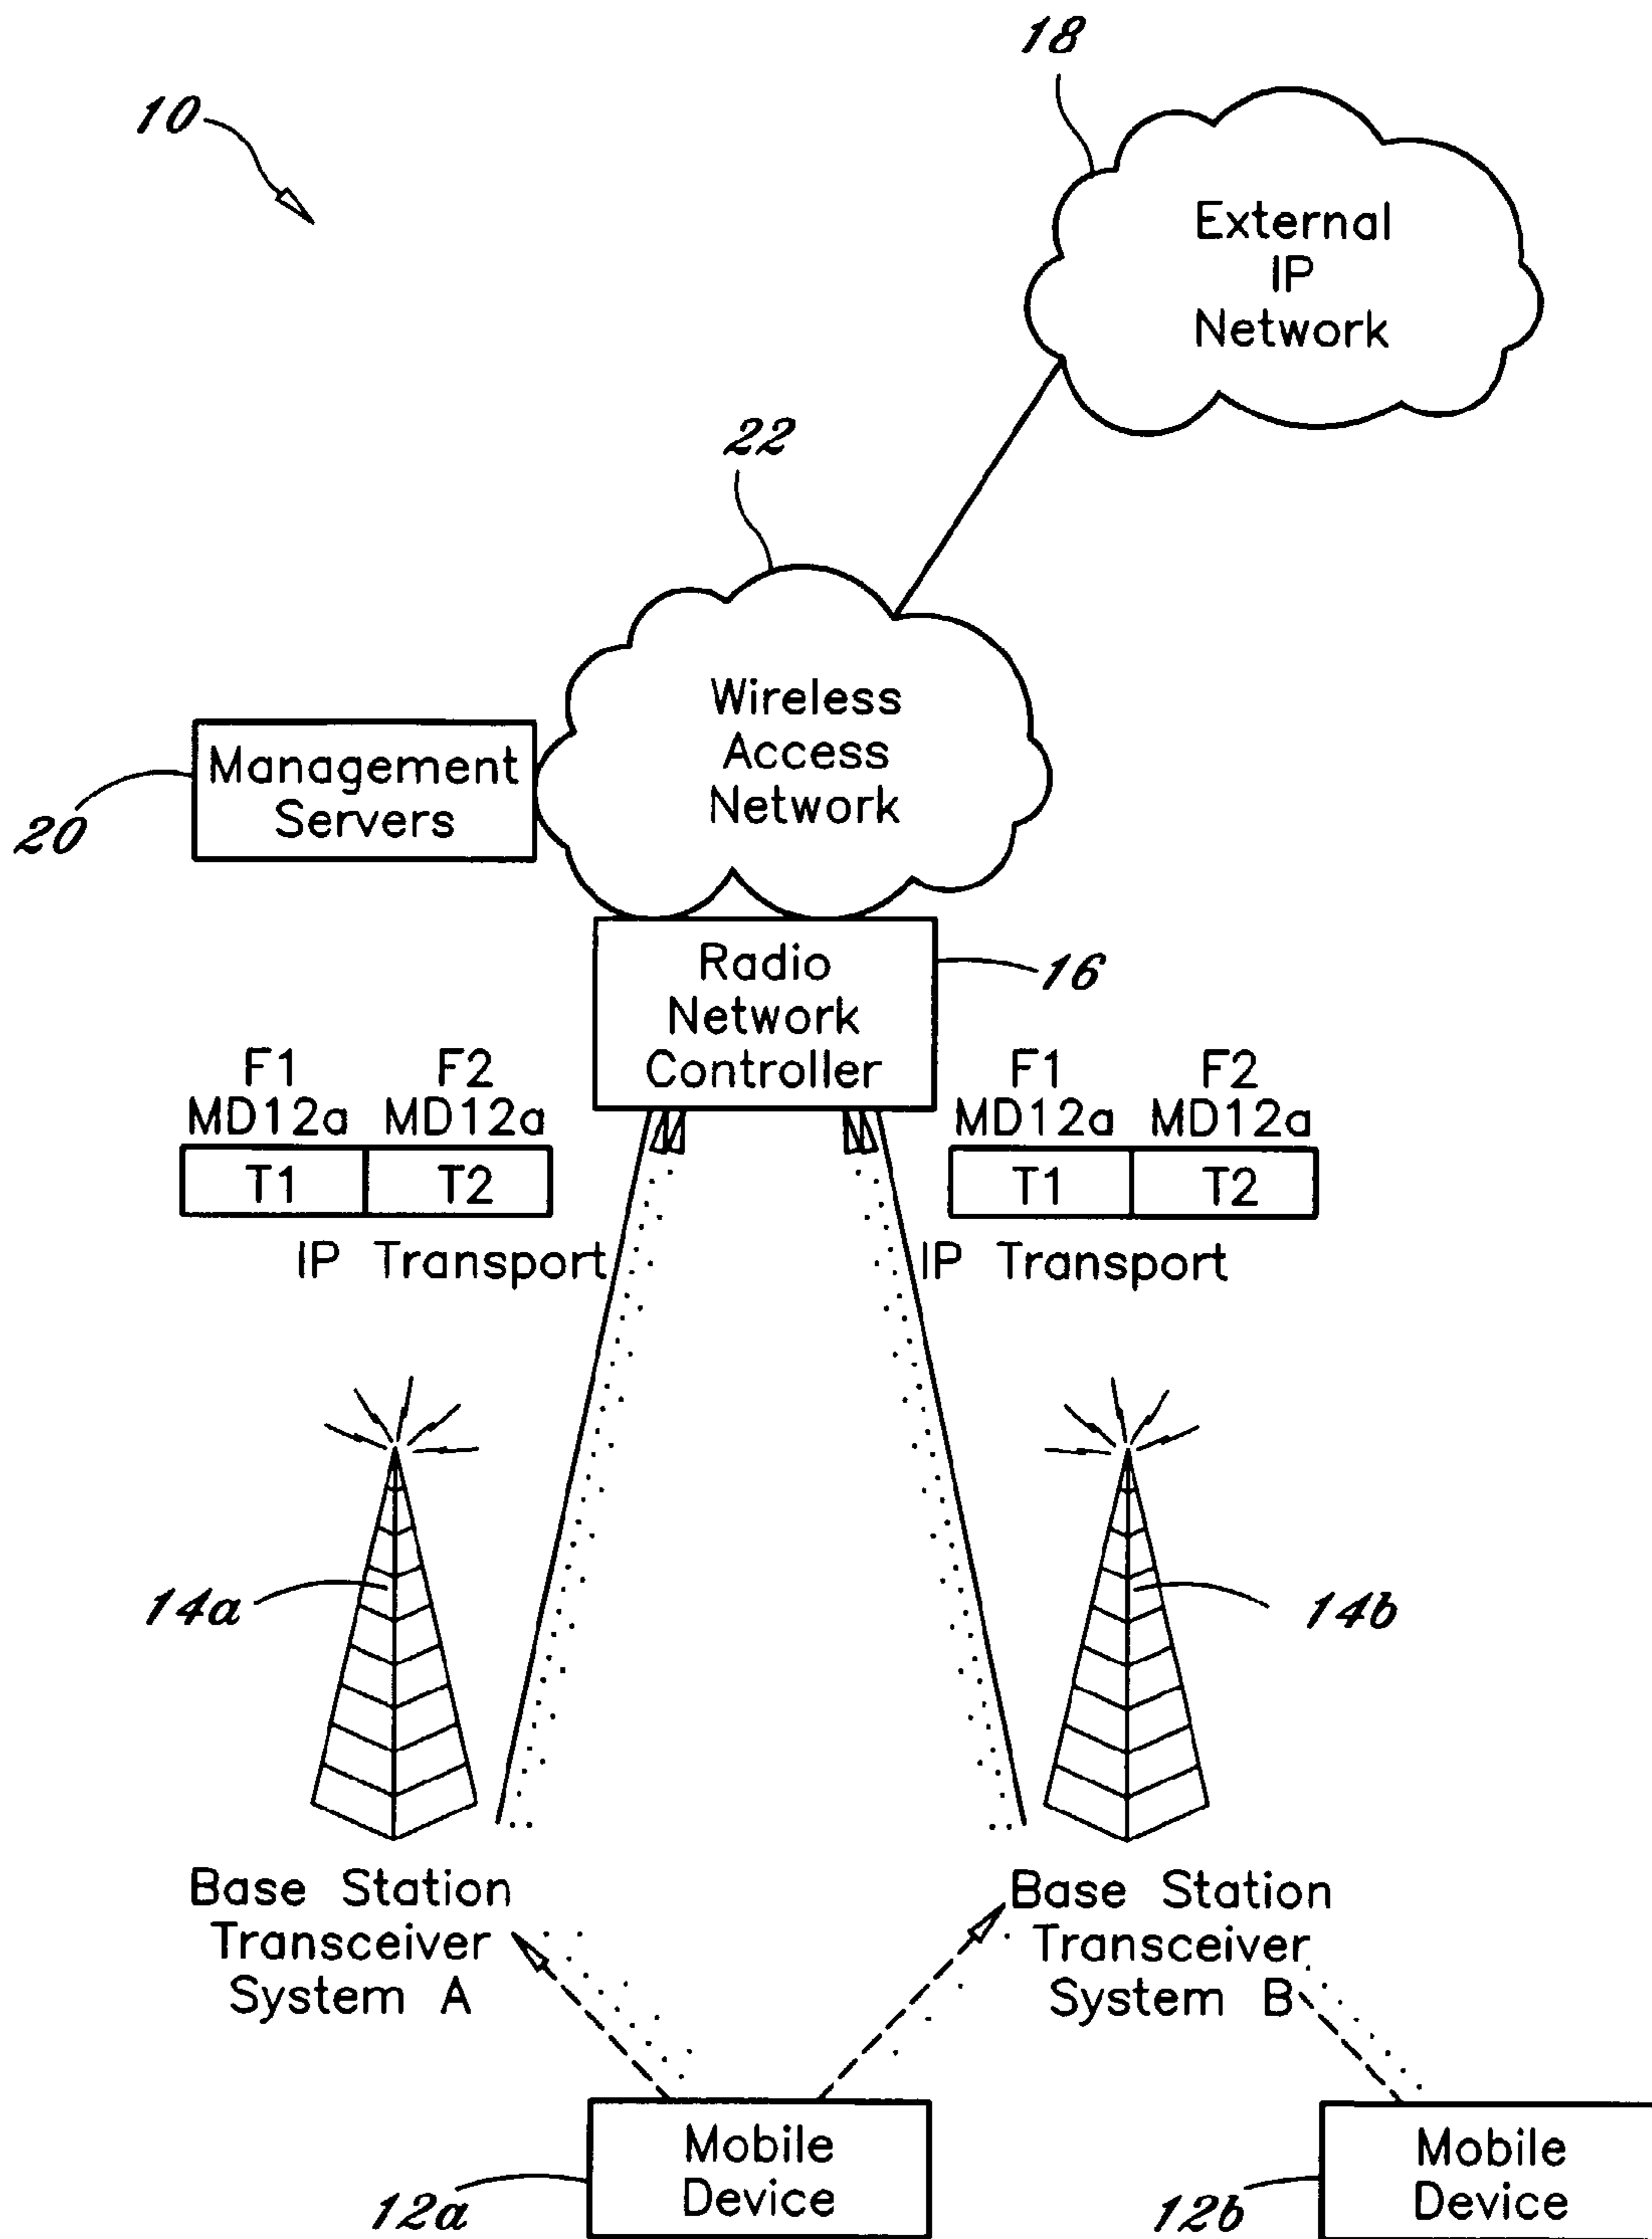 18
10
External
IP
Network
22
Wireless
Access
Network
Management
Servers
20
Radio
Network
Controller
16
F1 F2
MD12a MD12a
T1 T2
IP Transport
F1 F2
MD12a MD12a
T1 T2
IP Transport
14a
14b
Base Station
Transceiver
System A
Base Station
Transceiver
System B
Mobile
Device
12a
Mobile
Device
12b